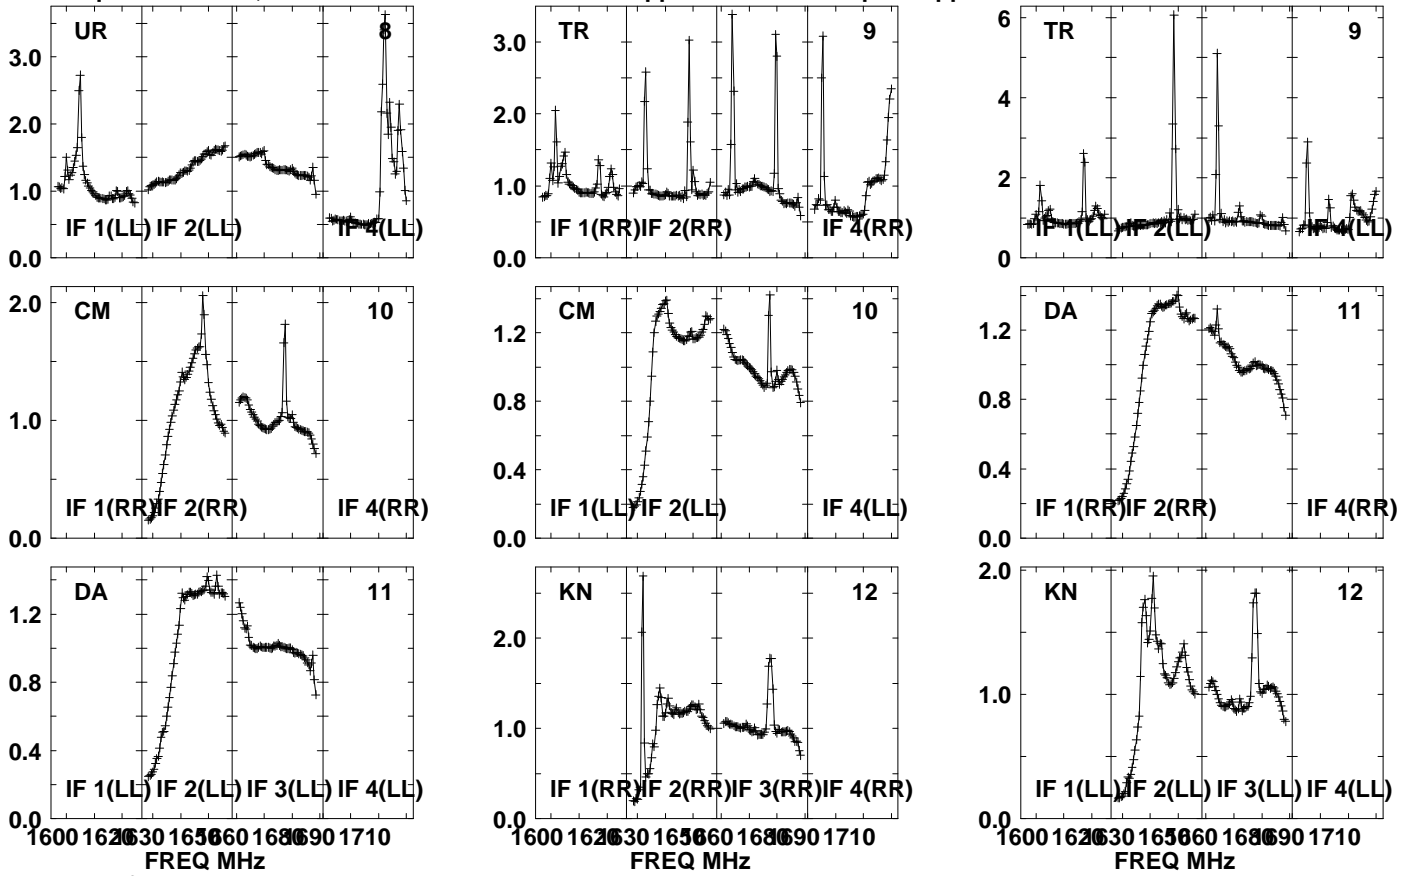 UR 8
3.0
2.0
1.0
0.0
IF 1(LL) IF 2(LL) IF 4(LL)
TR 9
3.0
2.0
1.0
0.0
IF 1(RR) IF 2(RR) IF 4(RR)
TR 9
6
4
2
0
IF 1(LL) IF 2(LL) IF 4(LL)
CM 10
2.0
1.0
0.0
IF 1(RR) IF 2(RR) IF 4(RR)
CM 10
1.2
0.8
0.4
0.0
IF 1(LL) IF 2(LL) IF 4(LL)
DA 11
1.2
0.8
0.4
0.0
IF 1(RR) IF 2(RR) IF 4(RR)
DA 11
1.2
0.8
0.4
0.0
IF 1(LL) IF 2(LL) IF 3(LL) IF 4(LL)
1600 1620 1630 1650 1660 1680 1690 1710
FREQ MHz
KN 12
2.0
1.0
0.0
IF 1(RR) IF 2(RR) IF 3(RR) IF 4(RR)
1600 1620 1630 1650 1660 1680 1690 1710
FREQ MHz
KN 12
2.0
1.0
0.0
IF 1(LL) IF 2(LL) IF 3(LL) IF 4(LL)
1600 1620 1630 1650 1660 1680 1690 1710
FREQ MHz